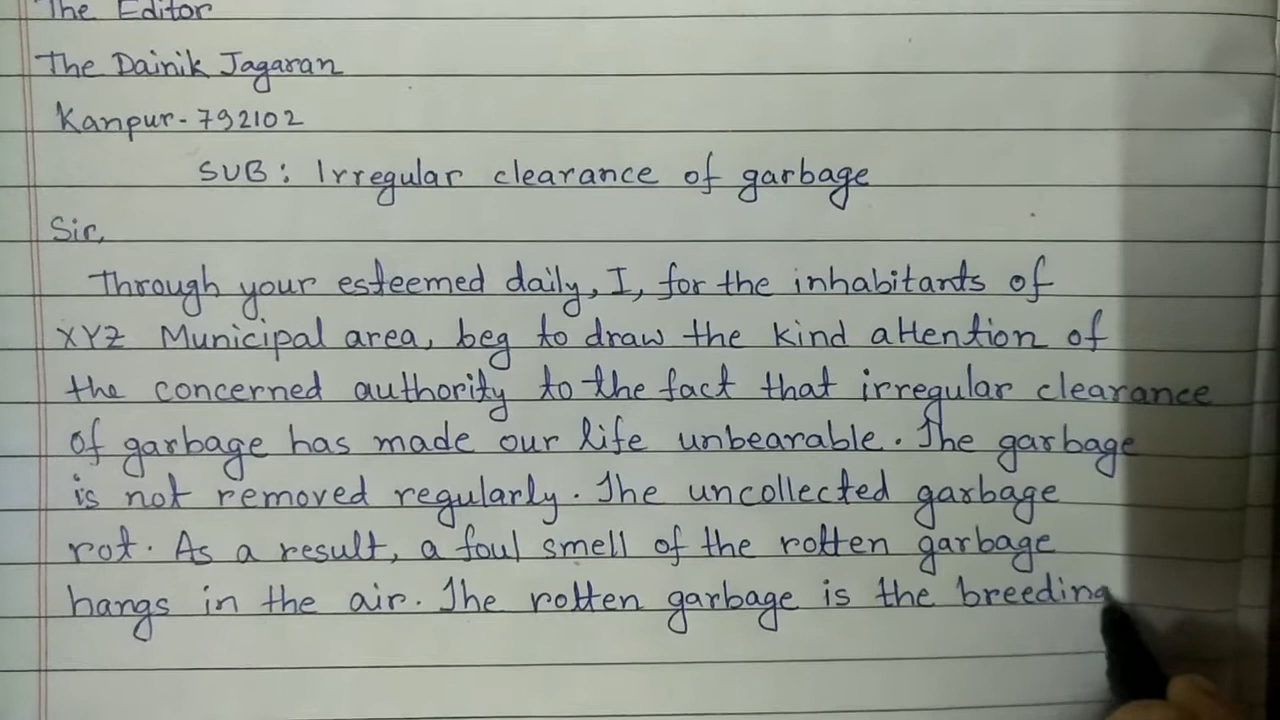 The Editor
The Dainik Jagaran
Kanpur-792102
SUB: Irregular clearance of garbage
Sir,
Through your esteemed daily, I, for the inhabitants of
XYZ Municipal area, beg to draw the kind attention of
the concerned authority to the fact that irregular clearance
of garbage has made our life unbearable. The garbage
is not removed regularly. The uncollected garbage
rot. As a result, a foul smell of the rotten garbage
hangs in the air. The rotten garbage is the breeding